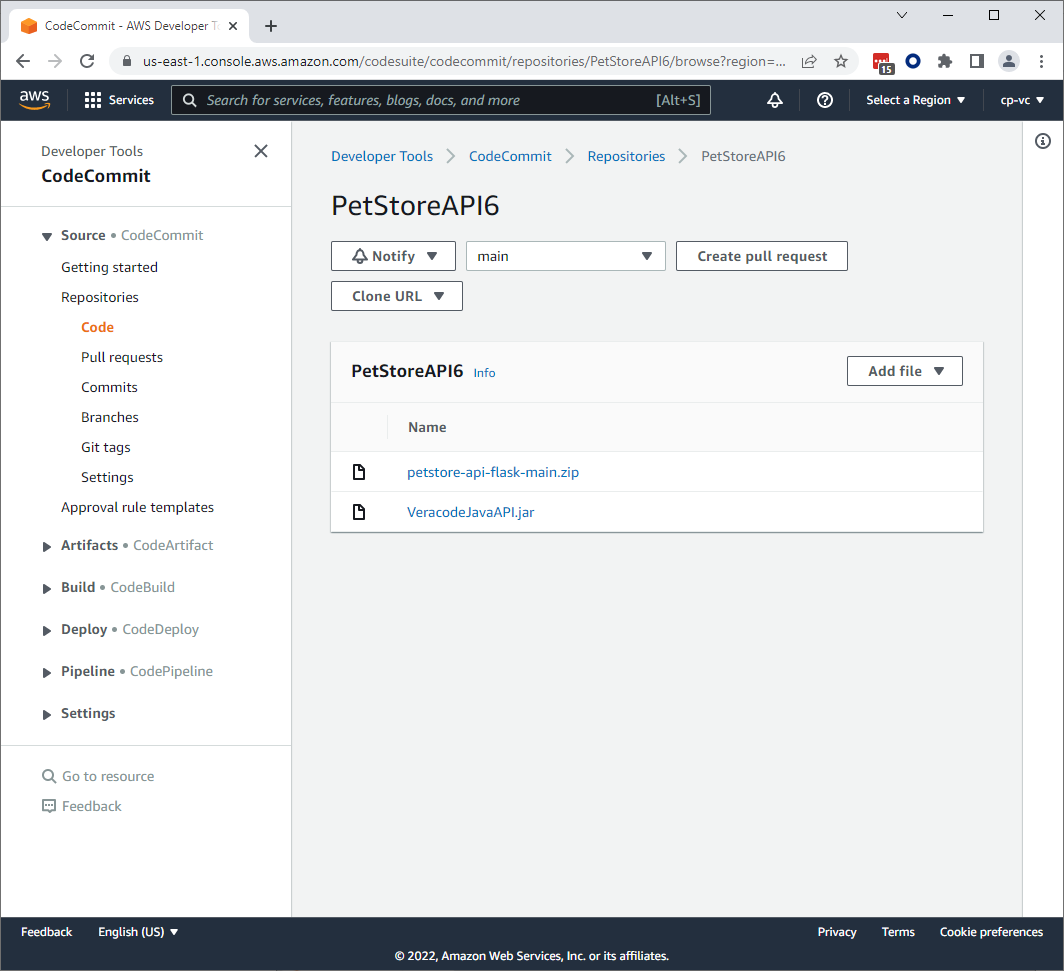 CodeCommit - AWS Developer To
us-east-1.console.aws.amazon.com/codesuite/codecommit/repositories/PetStoreAPI6/browse?region=...
15
aws
Services
Search for services, features, blogs, docs, and more
[Alt+S]
Select a Region
cp-vc
Developer Tools
CodeCommit
Source • CodeCommit
Getting started
Repositories
Code
Pull requests
Commits
Branches
Git tags
Settings
Approval rule templates
Artifacts • CodeArtifact
Build • CodeBuild
Deploy • CodeDeploy
Pipeline • CodePipeline
Settings
Go to resource
Feedback
Developer Tools > CodeCommit > Repositories > PetStoreAPI6
PetStoreAPI6
Notify
main
Create pull request
Clone URL
PetStoreAPI6 Info
Add file
Name
petstore-api-flask-main.zip
VeracodeJavaAPI.jar
Feedback
English (US)
Privacy
Terms
Cookie preferences
© 2022, Amazon Web Services, Inc. or its affiliates.